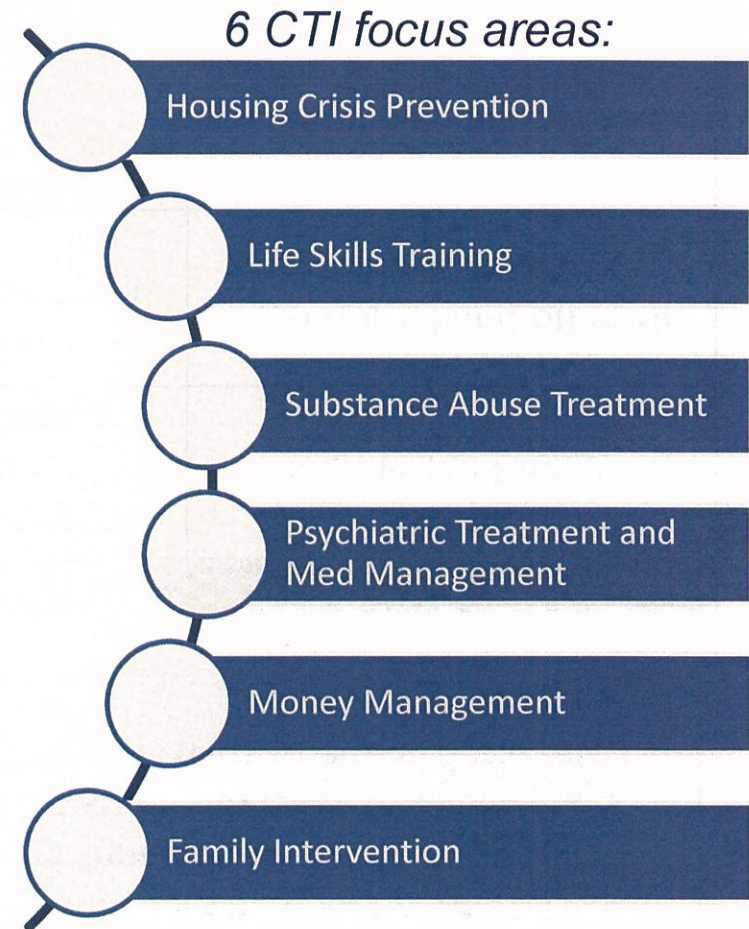 6 CTI focus areas:
Housing Crisis Prevention
Life Skills Training
Substance Abuse Treatment
Psychiatric Treatment and
Med Management
Money Management
Family Intervention